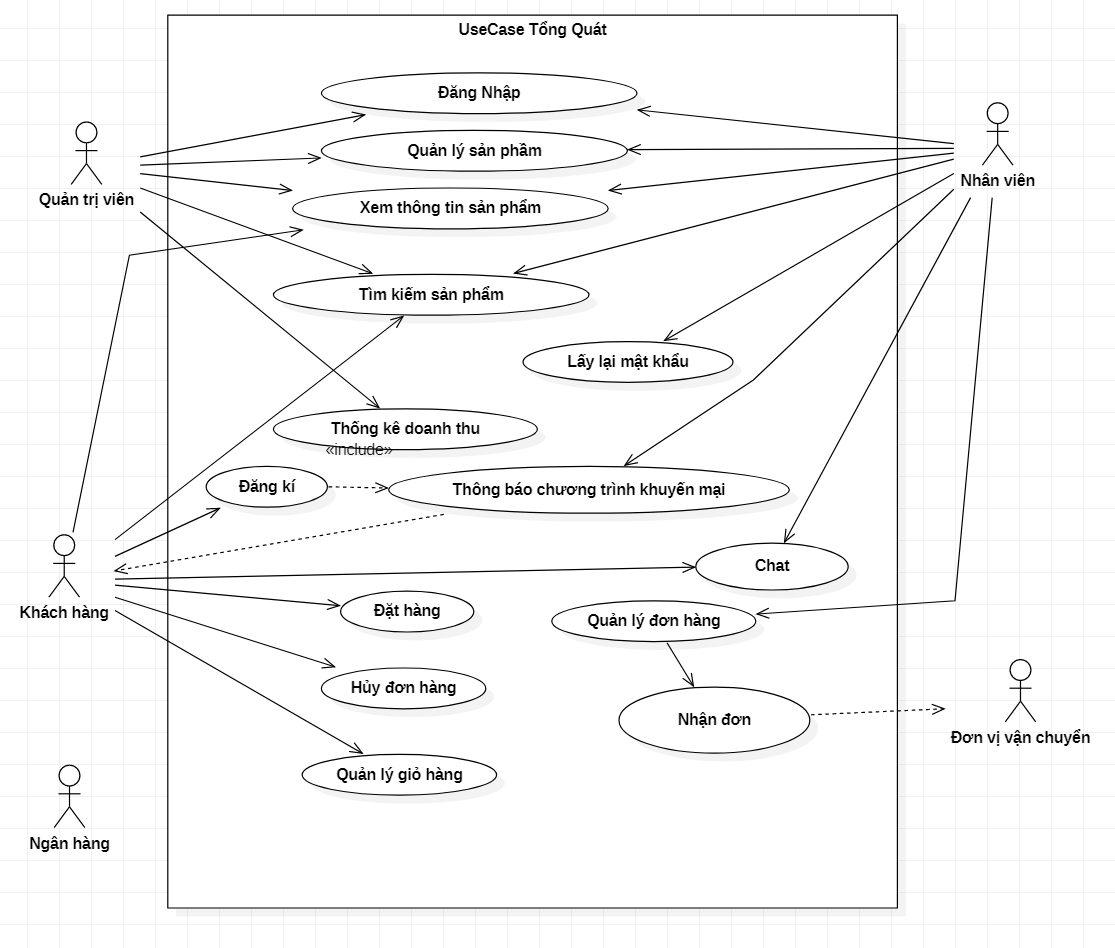 UseCase Tổng Quát
Đăng Nhập
Quản lý sản phầm
Nhân viên
Quản trị viên
Xem thông tin sản phẩm
Tìm kiếm sản phẩm
Lấy lại mật khẩu
Thống kê doanh thu
«include»
Đăng kí
Thông báo chương trình khuyến mại
Chat
Khách hàng
Đặt hàng
Quản lý đơn hàng
Hủy đơn hàng
Nhận đơn
Đơn vị vận chuyển
Quản lý giỏ hàng
Ngân hàng